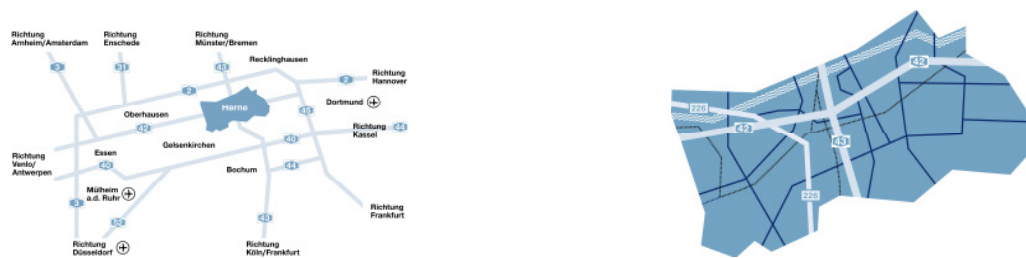 Richtung
Arnheim/Amsterdam
Richtung
Enschede
Richtung
Münster/Bremen
Recklinghausen
3
31
43
2
2
Richtung
Hannover
Herne
Dortmund
Oberhausen
45
42
Richtung
Kassel
44
Essen
Gelsenkirchen
40
Richtung
Venlo/
Antwerpen
40
Bochum
44
Mülheim
a.d. Ruhr
3
52
43
Richtung
Frankfurt
Richtung
Düsseldorf
Richtung
Köln/Frankfurt
42
226
42
43
226